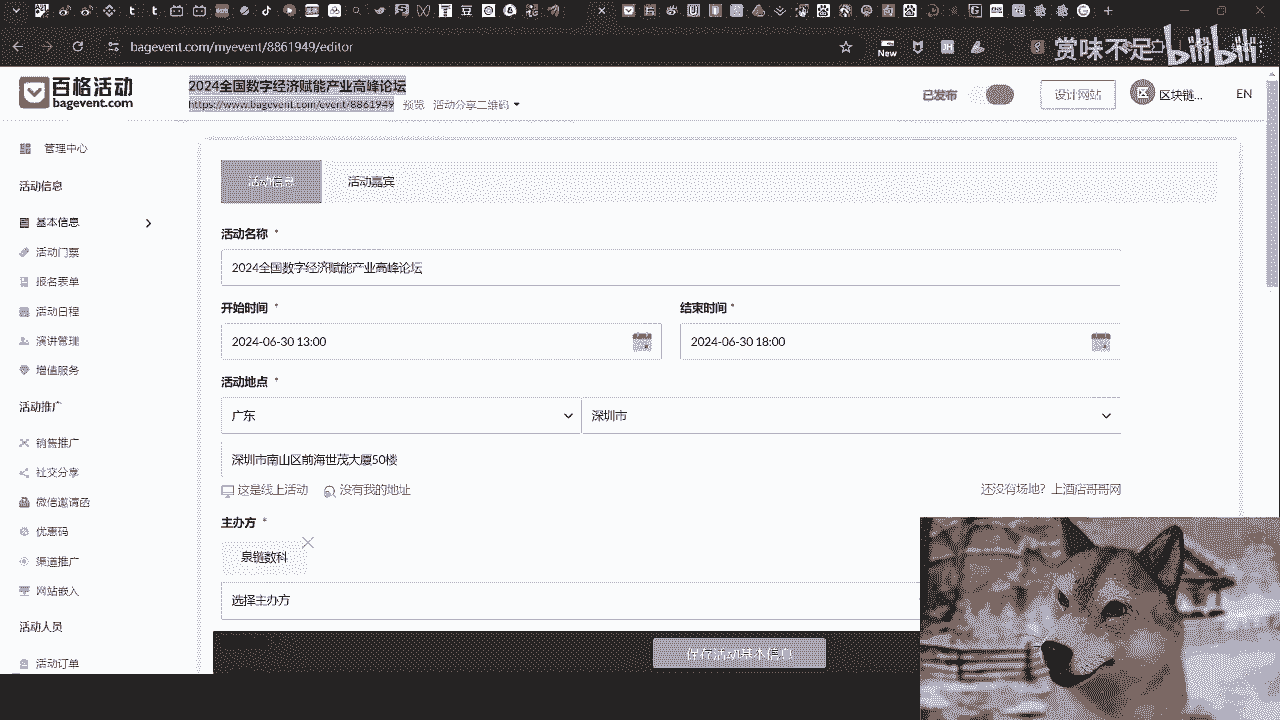 bagevent.com/myevent/8861949/editor
New
赏味不足 bilibili
百格活动
bagevent.com
2024全国数字经济赋能产业高峰论坛
https://www.bagevent.com/event/8861949 预览 活动分享二维码
已发布
设计网站
区块链...
EN
管理中心
活动信息
基本信息
活动门票
报名表单
活动日程
演讲管理
增值服务
活动推广
销售推广
社交分享
微信邀请函
优惠码
渠道推广
网站嵌入
活动人员
活动订单
活动信息 活动嘉宾
活动名称 *
2024全国数字经济赋能产业高峰论坛
开始时间 * 结束时间 *
2024-06-30 13:00 2024-06-30 18:00
活动地点 *
广东 深圳市
深圳市南山区前海世茂大厦50楼
这是线上活动 没有我的地址 还没有场地？上酒店哥哥网
主办方 *
泉链数科
选择主办方
保存活动基本信息